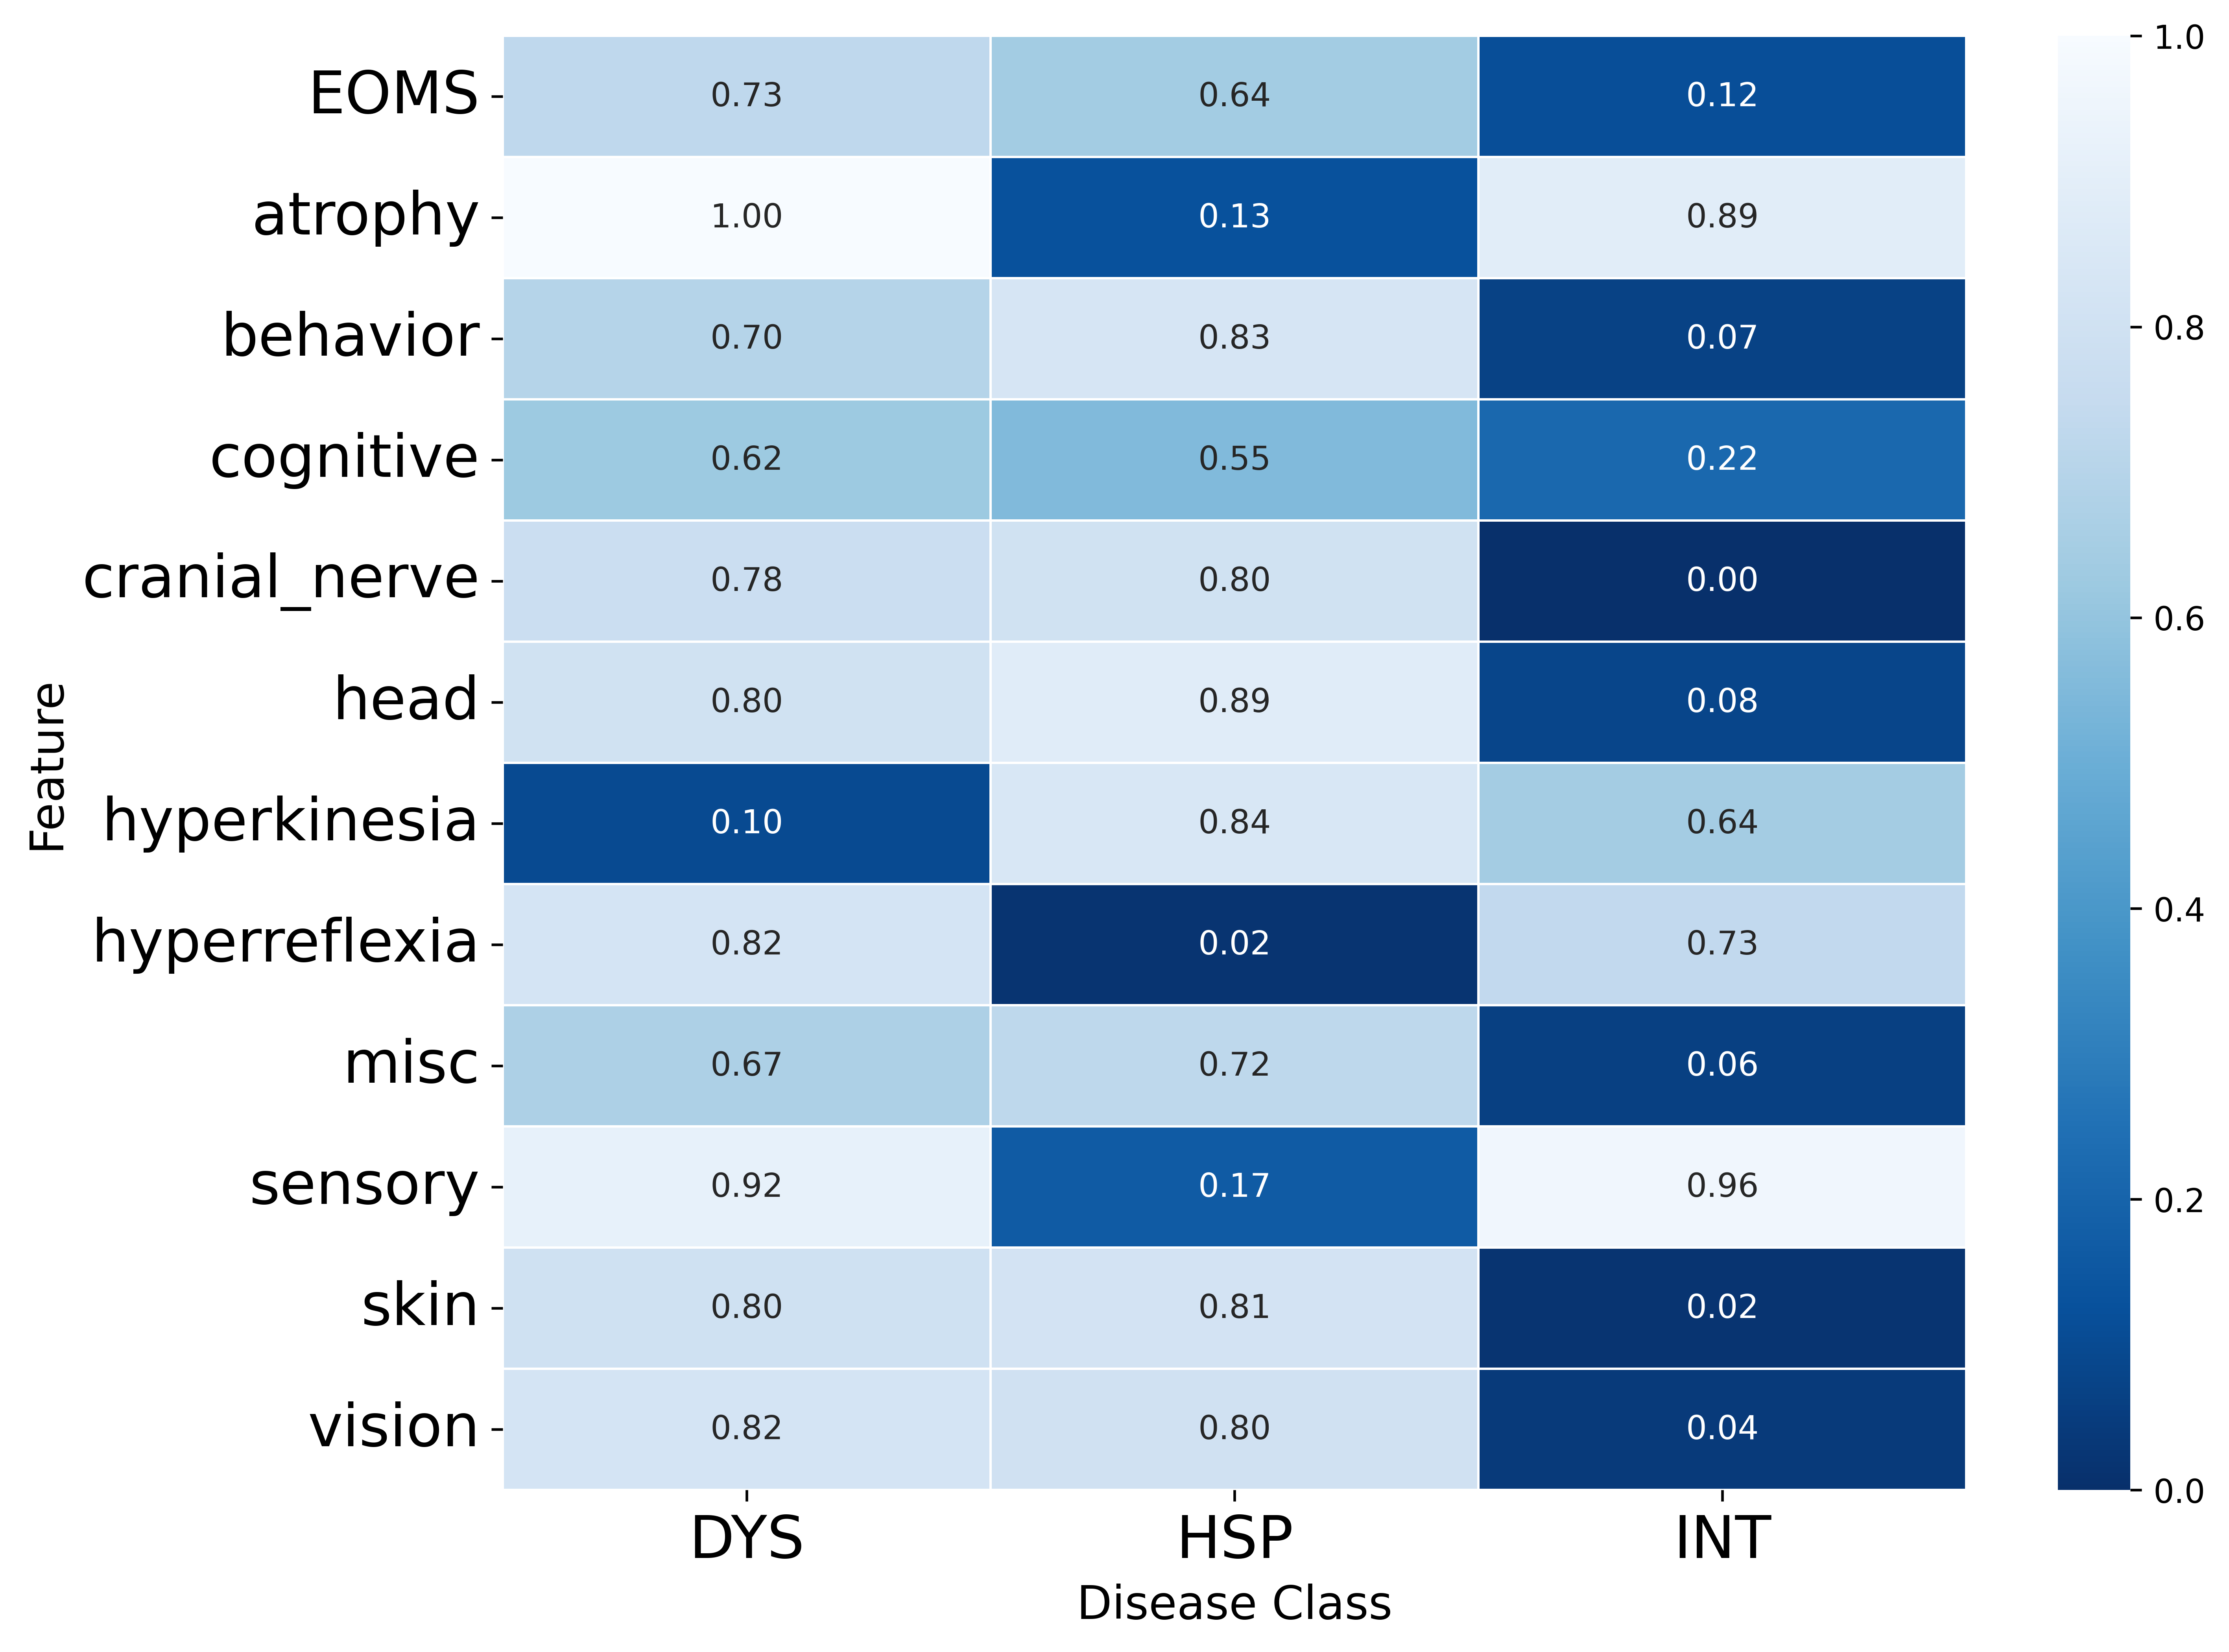 EOMS 0.73 0.64 0.12
atrophy 1.00 0.13 0.89
behavior 0.70 0.83 0.07
cognitive 0.62 0.55 0.22
cranial_nerve 0.78 0.80 0.00
head 0.80 0.89 0.08
hyperkinesia 0.10 0.84 0.64
hyperreflexia 0.82 0.02 0.73
misc 0.67 0.72 0.06
sensory 0.92 0.17 0.96
skin 0.80 0.81 0.02
vision 0.82 0.80 0.04
DYS HSP INT
Disease Class
Feature
1.0
0.8
0.6
0.4
0.2
0.0